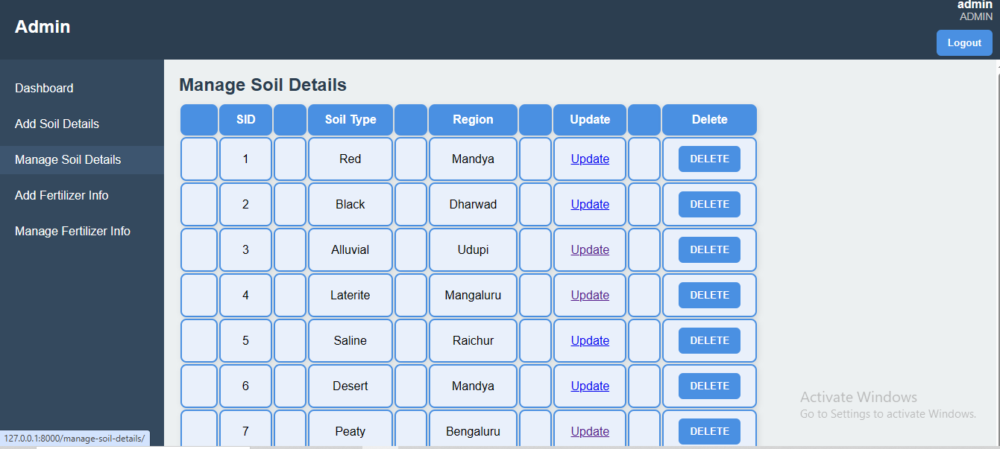 admin
ADMIN
Admin
Logout
Dashboard
Add Soil Details
Manage Soil Details
Add Fertilizer Info
Manage Fertilizer Info
Manage Soil Details
SID Soil Type Region Update Delete
1 Red Mandya Update DELETE
2 Black Dharwad Update DELETE
3 Alluvial Udupi Update DELETE
4 Laterite Mangaluru Update DELETE
5 Saline Raichur Update DELETE
6 Desert Mandya Update DELETE
7 Peaty Bengaluru Update DELETE
Activate Windows
Go to Settings to activate Windows.
127.0.0.1:8000/manage-soil-details/